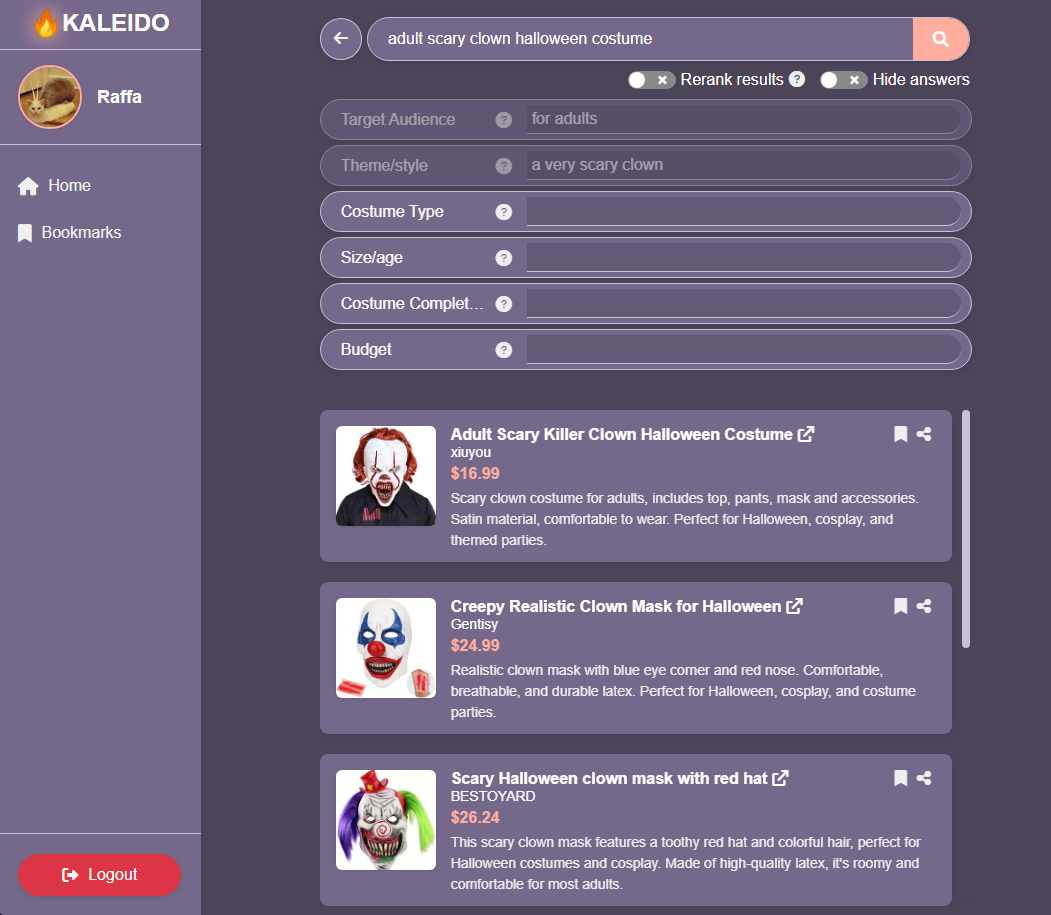 KALEIDO
Raffa
Home
Bookmarks
Logout
adult scary clown halloween costume
Rerank results ? Hide answers
Target Audience ? for adults
Theme/style ? a very scary clown
Costume Type ?
Size/age ?
Costume Complet... ?
Budget ?
Adult Scary Killer Clown Halloween Costume
xiuyou
$16.99
Scary clown costume for adults, includes top, pants, mask and accessories.
Satin material, comfortable to wear. Perfect for Halloween, cosplay, and
themed parties.
Creepy Realistic Clown Mask for Halloween
Gentisy
$24.99
Realistic clown mask with blue eye corner and red nose. Comfortable,
breathable, and durable latex. Perfect for Halloween, cosplay, and costume
parties.
Scary Halloween clown mask with red hat
BESTOYARD
$26.24
This scary clown mask features a toothy red hat and colorful hair, perfect for
Halloween costumes and cosplay. Made of high-quality latex, it's roomy and
comfortable for most adults.